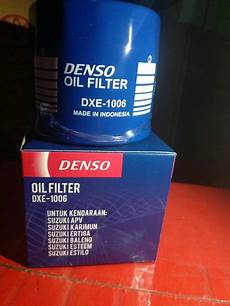 DENSO
OIL FILTER
DXE-1006
MADE IN INDONESIA
DENSO
OIL FILTER
DXE-1006
UNTUK KENDARAAN:
SUZUKI APV
SUZUKI KARIMUN
SUZUKI ERTIGA
SUZUKI BALENO
SUZUKI ESTEEM
SUZUKI ESTILO